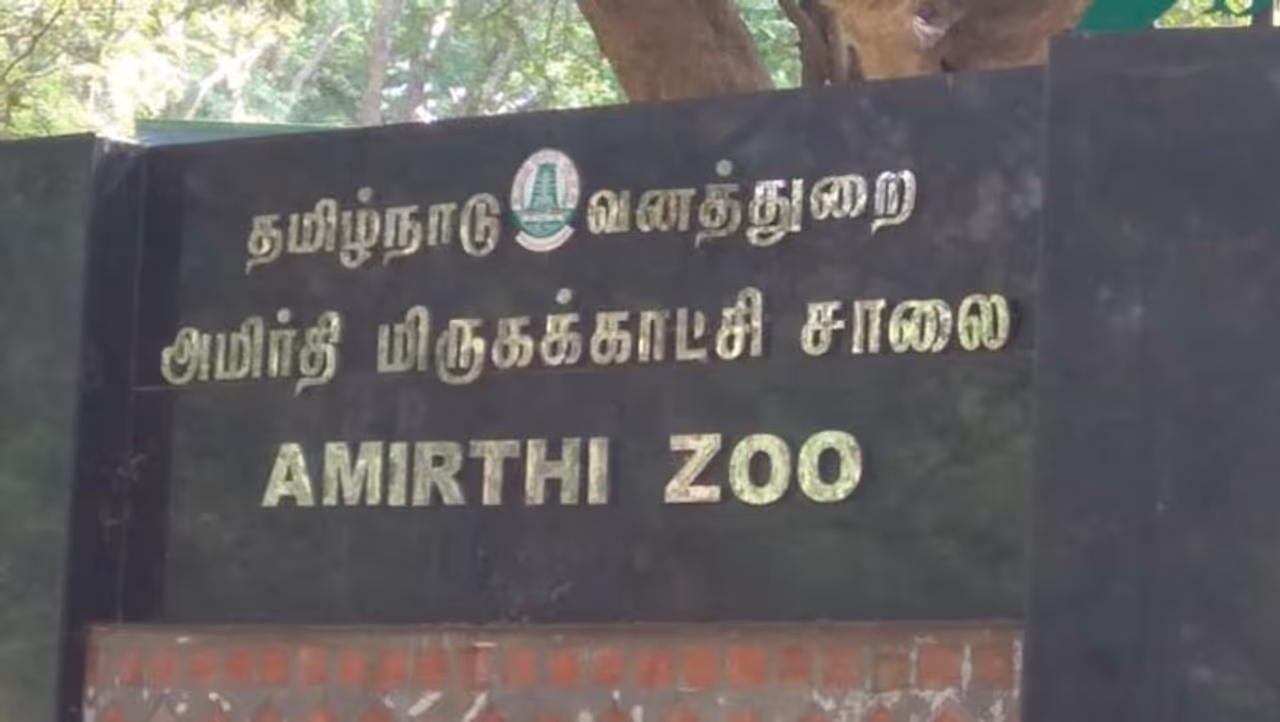 தமிழ்நாடு வனத்துறை
அமிர்தி மிருகக்காட்சி சாலை
AMIRTHI ZOO